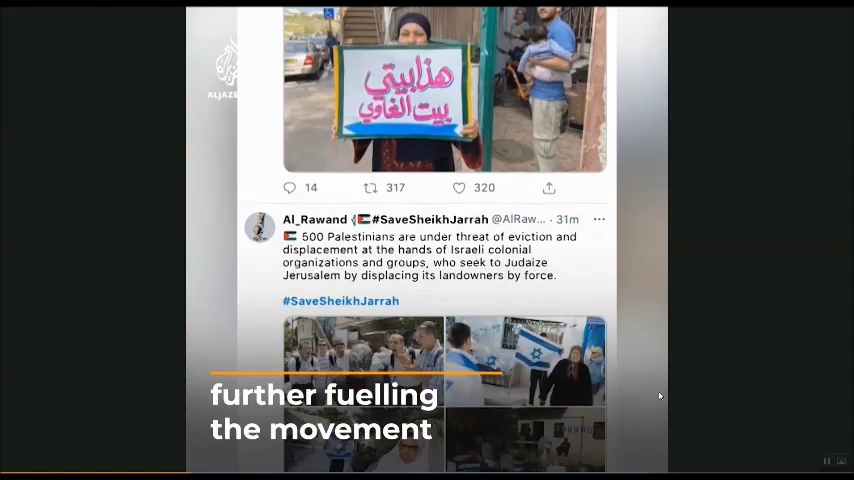 هذا بيتي
بيت الغاوي
14 317 320
Al_Rawand #SaveSheikhJarrah @AlRaw... · 31m
500 Palestinians are under threat of eviction and
displacement at the hands of Israeli colonial
organizations and groups, who seek to Judaize
Jerusalem by displacing its landowners by force.
#SaveSheikhJarrah
further fuelling
the movement